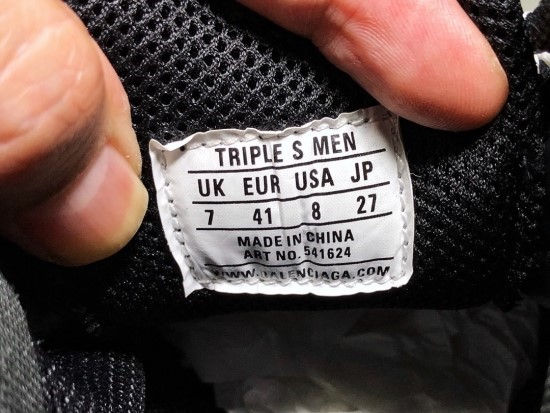 TRIPLE S MEN
UK EUR USA JP
7 41 8 27
MADE IN CHINA
ART NO. 541624
WWW.BALENCIAGA.COM